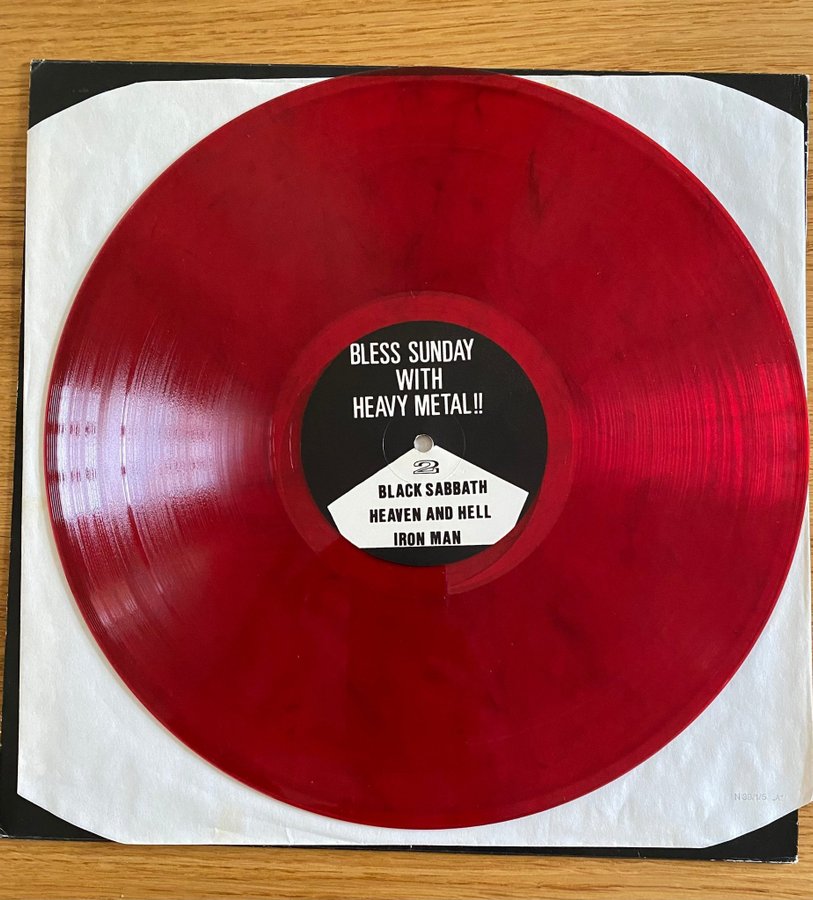 BLESS SUNDAY
WITH
HEAVY METAL!!
2
BLACK SABBATH
HEAVEN AND HELL
IRON MAN